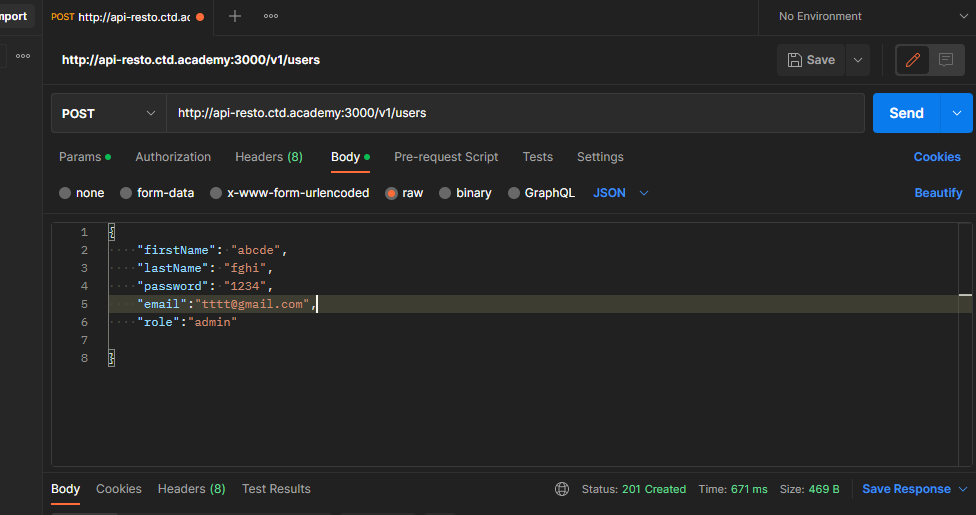 mport POST http://api-resto.ctd.ac No Environment
http://api-resto.ctd.academy:3000/v1/users Save
POST http://api-resto.ctd.academy:3000/v1/users Send
Params Authorization Headers (8) Body Pre-request Script Tests Settings Cookies
none form-data x-www-form-urlencoded raw binary GraphQL JSON Beautify
1 {
2 "firstName": "abcde",
3 "lastName": "fghi",
4 "password": "1234",
5 "email":"tttt@gmail.com",
6 "role":"admin"
7
8 }
Body Cookies Headers (8) Test Results Status: 201 Created Time: 671 ms Size: 469 B Save Response